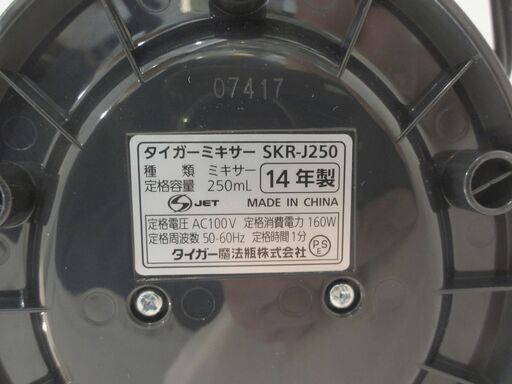 07417
タイガーミキサー SKR-J250
種類 ミキサー
定格容量 250mL
14年製
S JET MADE IN CHINA
定格電圧 AC100V 定格消費電力 160W
定格周波数 50-60Hz 定格時間 1分
PSE
タイガー魔法瓶株式会社